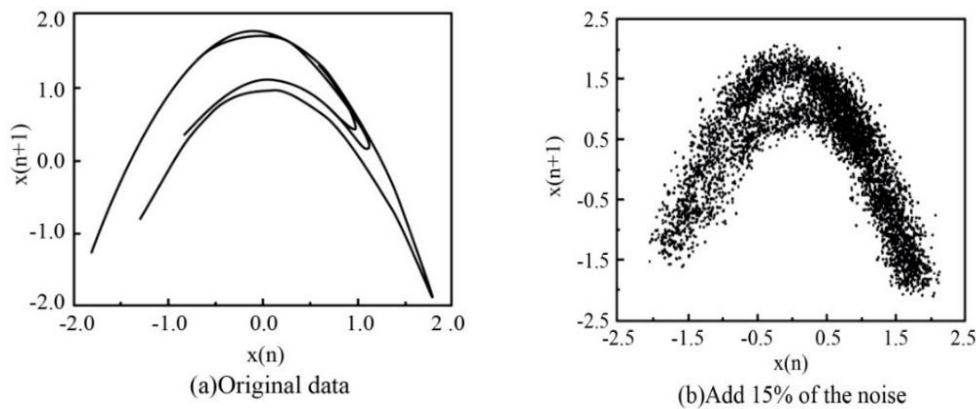 2.0
1.0
0.0
-1.0
-2.0
x(n+1)
-2.0 -1.0 0.0 1.0 2.0
x(n)
(a)Original data
2.5
1.5
0.5
-0.5
-1.5
-2.5
x(n+1)
-2.5 -1.5 -0.5 0.5 1.5 2.5
x(n)
(b)Add 15% of the noise